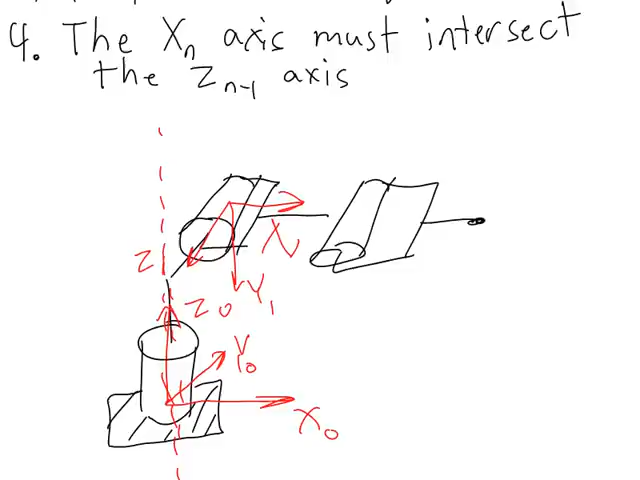 4. The Xn axis must intersect
the Zn-1 axis
Z1
X1
Z0
Y1
Y0
X0